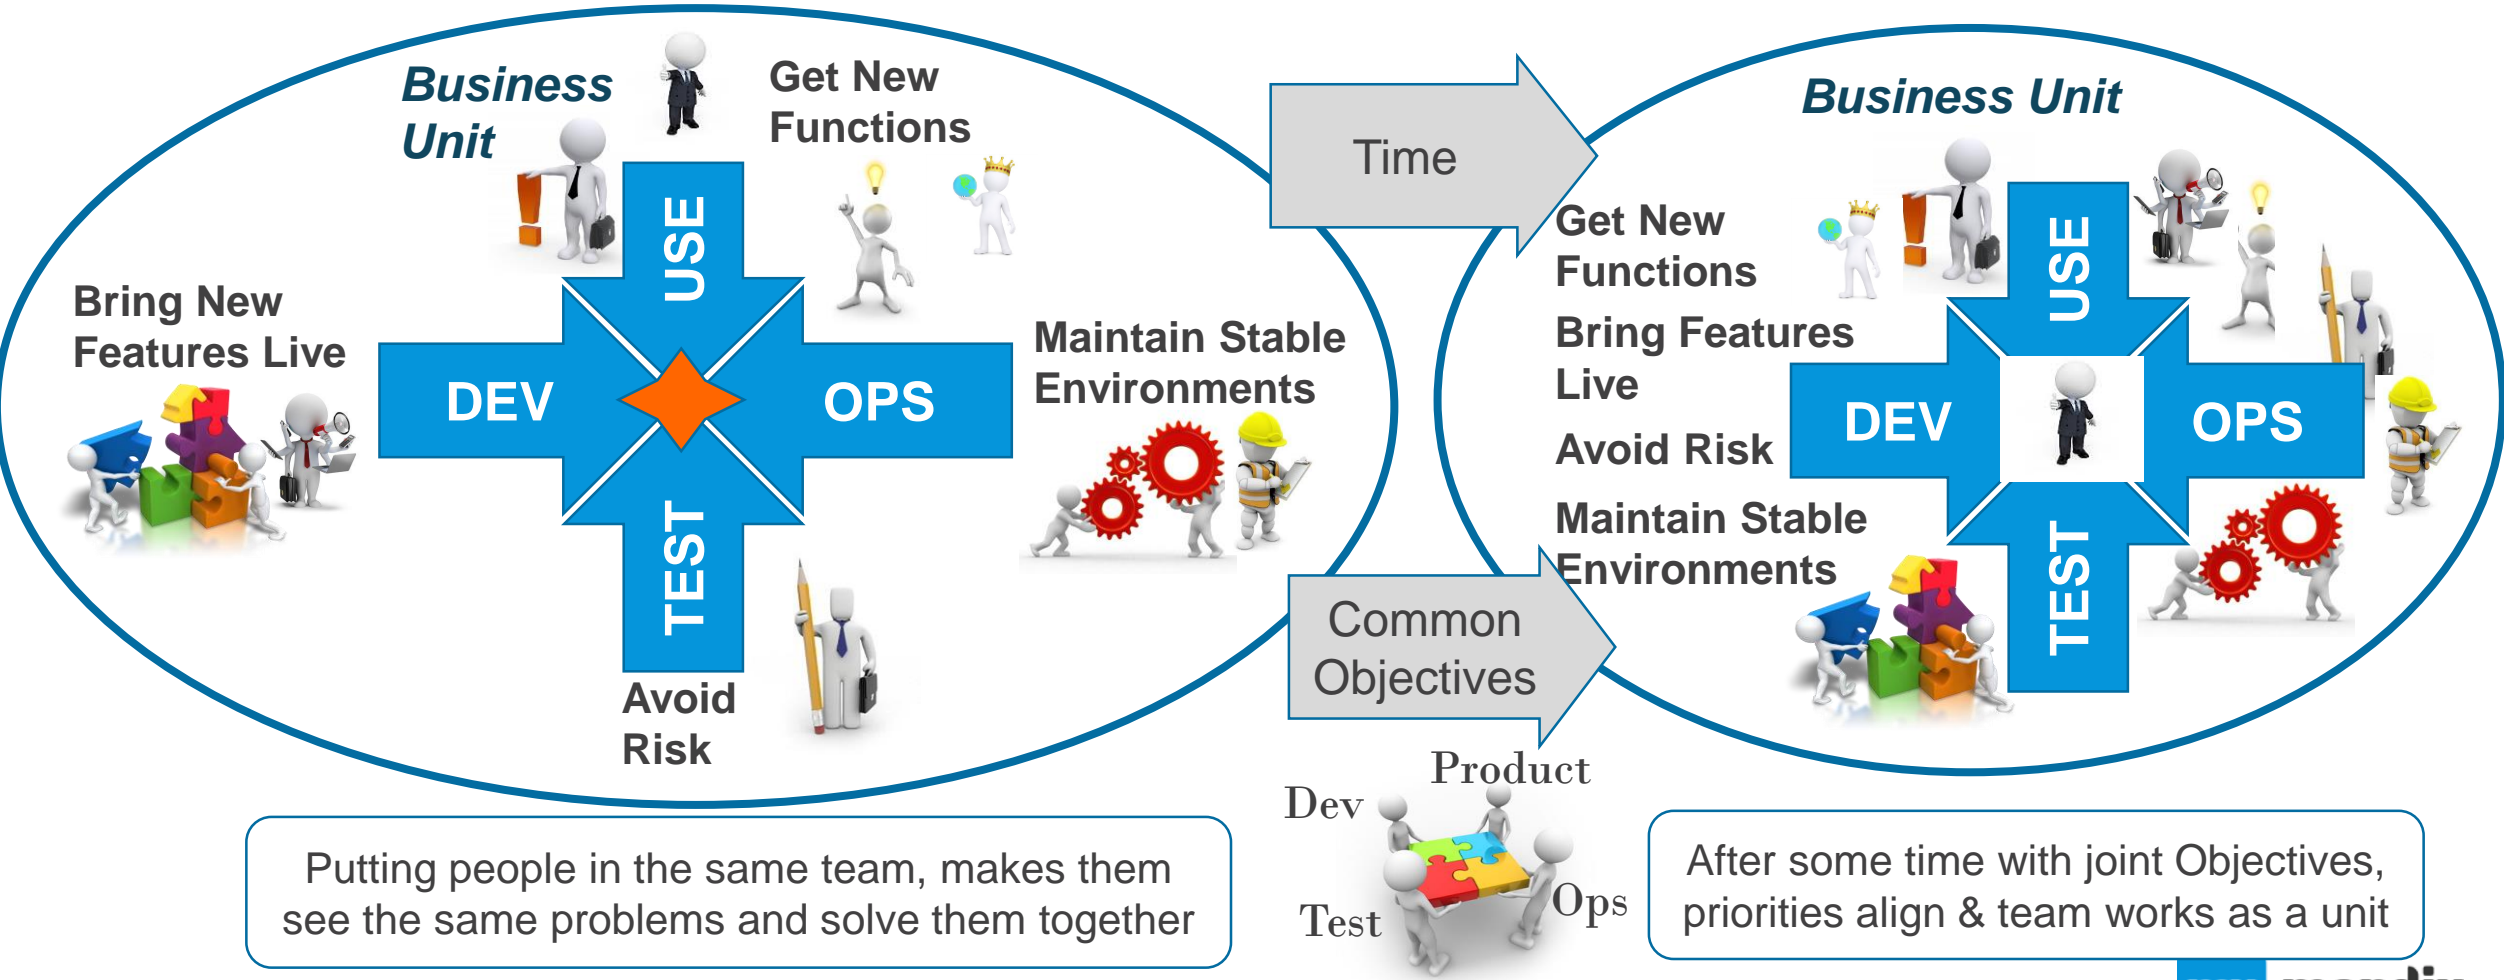 Business
Unit
Get New
Functions
USE
Bring New
Features Live
DEV
OPS
Maintain Stable
Environments
TEST
Avoid
Risk
Time
Common
Objectives
Business Unit
Get New
Functions
Bring Features
Live
Avoid Risk
Maintain Stable
Environments
USE
DEV
OPS
TEST
Product
Dev
Test
Ops
Putting people in the same team, makes them
see the same problems and solve them together
After some time with joint Objectives,
priorities align & team works as a unit